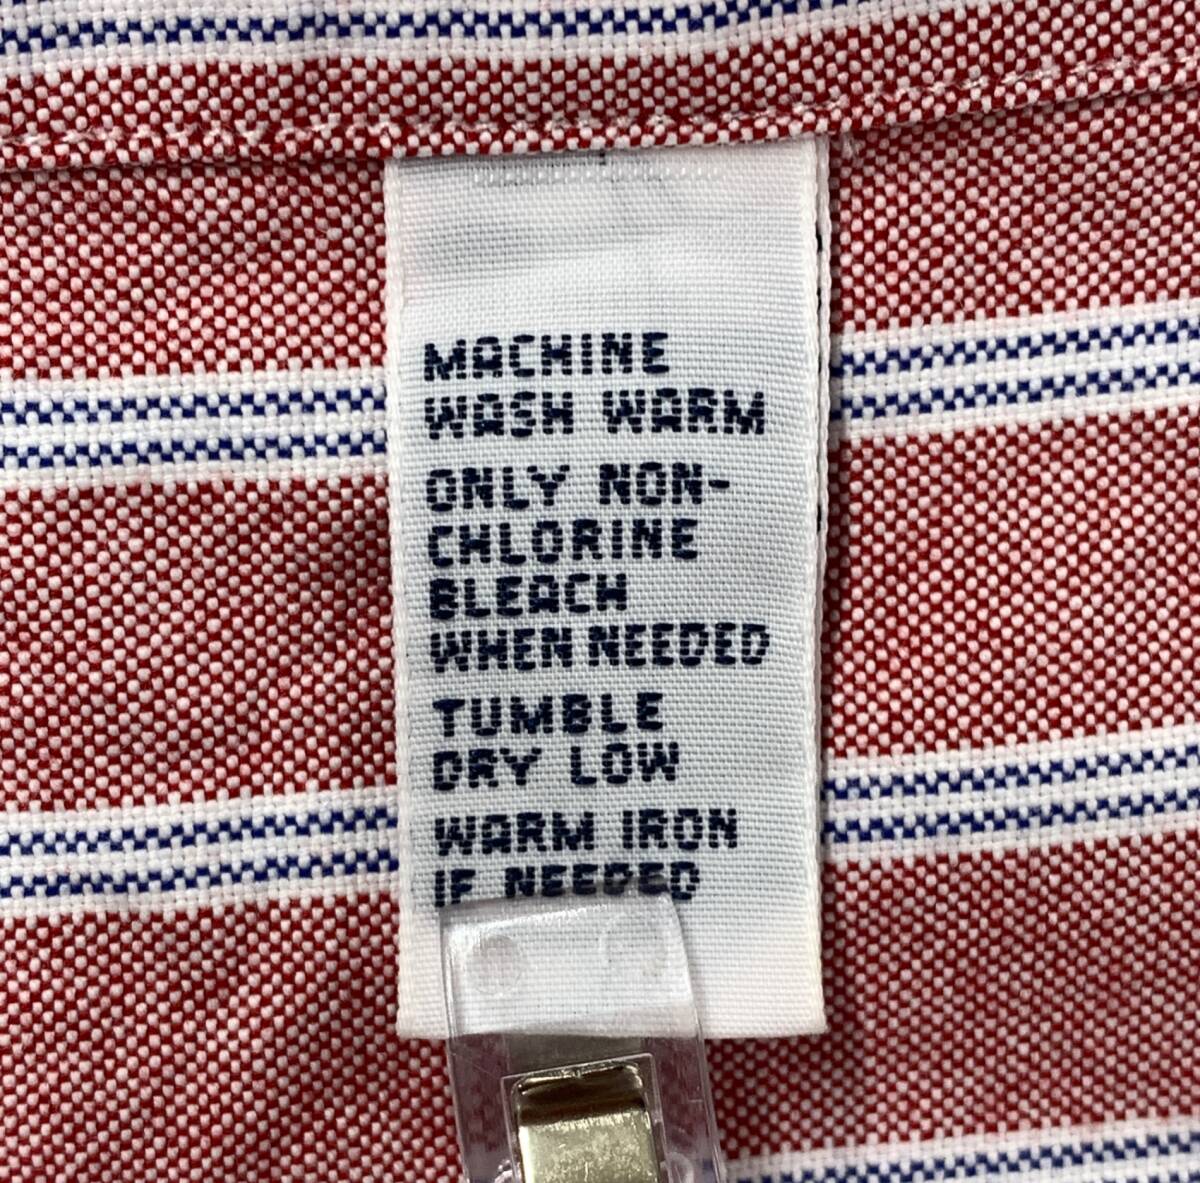 MACHINE
WASH WARM
ONLY NON-
CHLORINE
BLEACH
WHEN NEEDED
TUMBLE
DRY LOW
WARM IRON
IF NEEDED